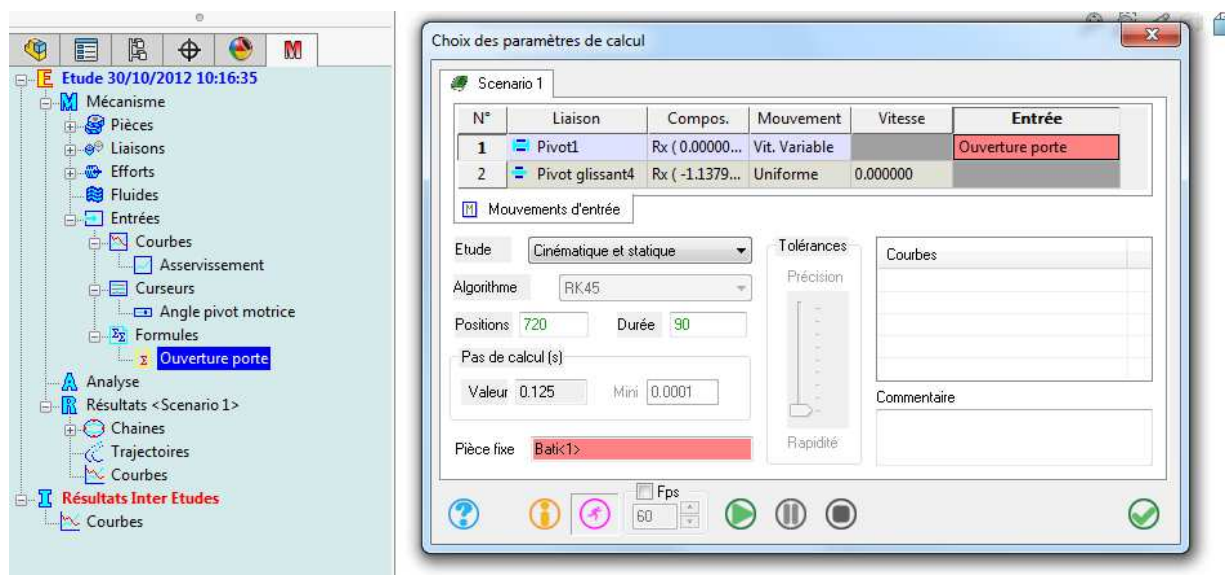 Etude 30/10/2012 10:16:35
Mécanisme
Pièces
Liaisons
Efforts
Fluides
Entrées
Courbes
Asservissement
Curseurs
Angle pivot motrice
Formules
Ouverture porte
Analyse
Résultats <Scenario 1>
Chaines
Trajectoires
Courbes
Résultats Inter Etudes
Courbes
Choix des paramètres de calcul
Scenario 1
N° Liaison Compos. Mouvement Vitesse Entrée
1 Pivot1 Rx ( 0.00000... Vit. Variable Ouverture porte
2 Pivot glissant4 Rx ( -1.1379... Uniforme 0.000000
Mouvements d'entrée
Etude Cinématique et statique
Algorithme RK45
Positions 720 Durée 90
Pas de calcul (s)
Valeur 0.125 Mini 0.0001
Pièce fixe Bati<1>
Tolérances
Précision
Rapidité
Courbes
Commentaire
Fps
60